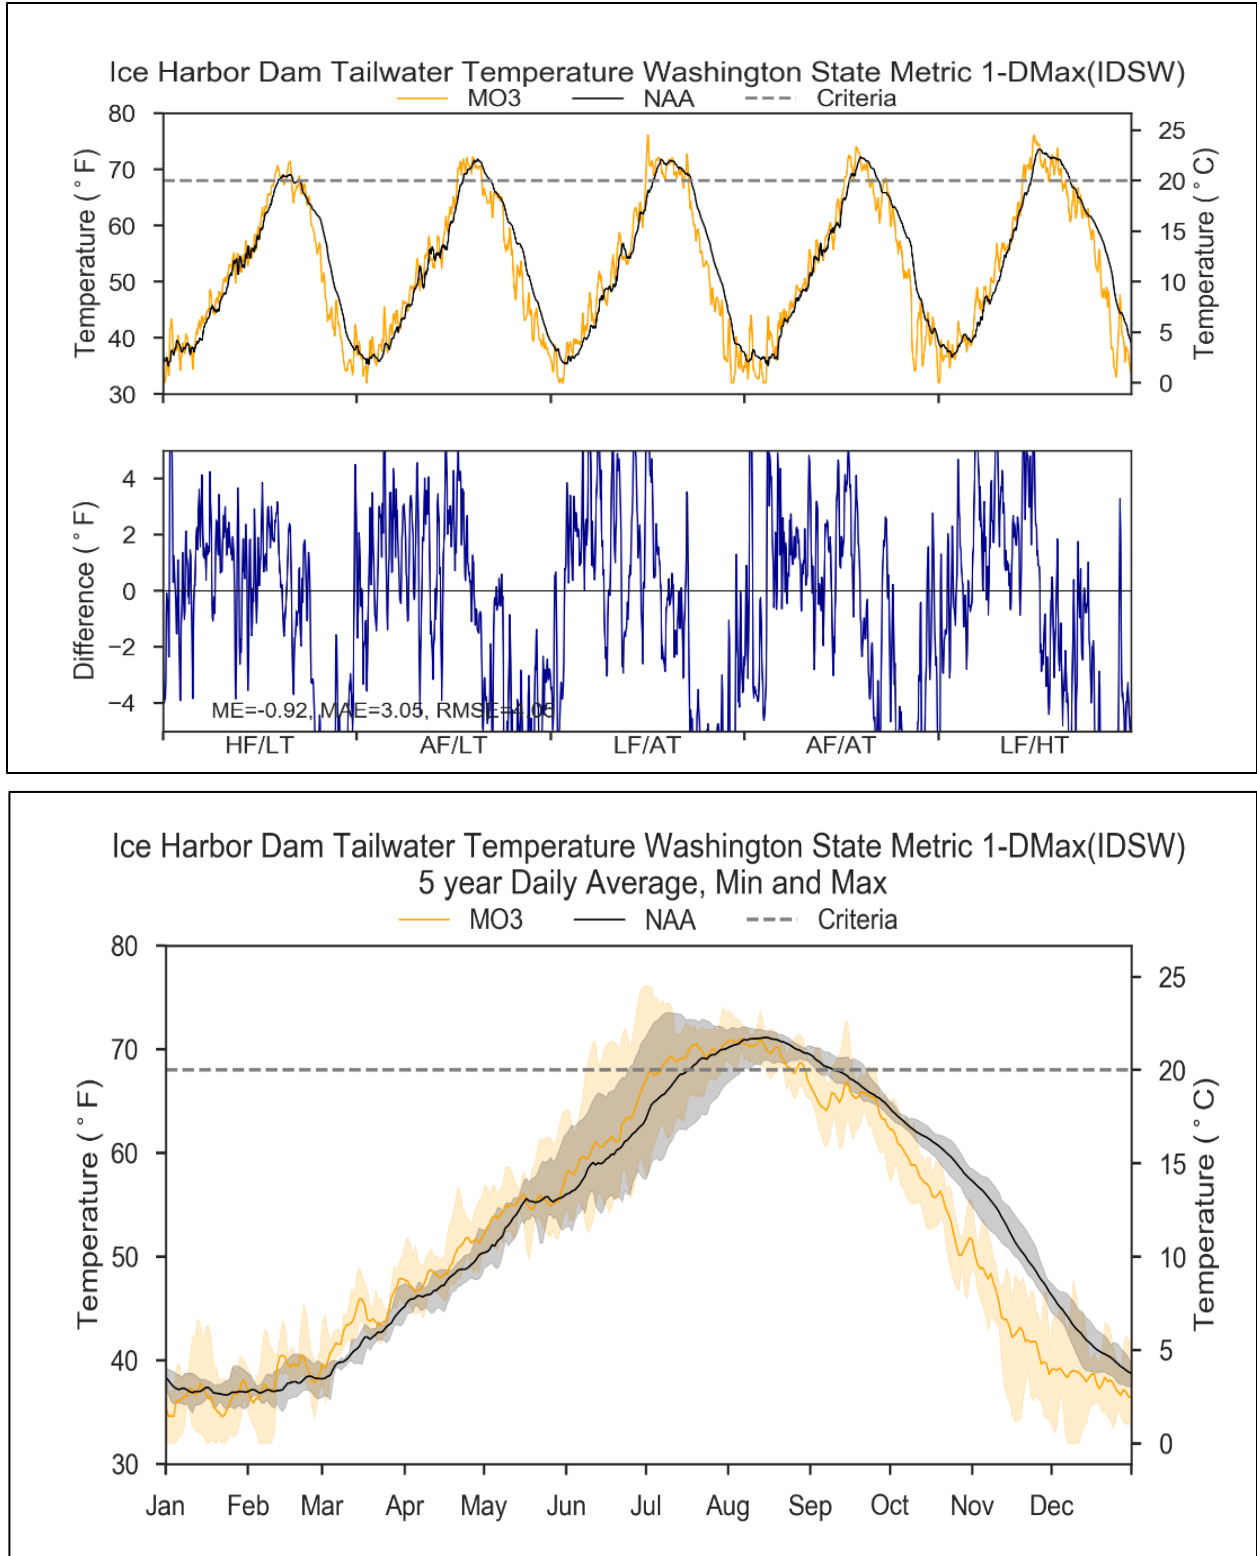 Ice Harbor Dam Tailwater Temperature Washington State Metric 1-DMax(IDSW)
MO3 NAA Criteria
80
70
60
50
40
30
Temperature (°F)
25
20
15
10
5
0
Temperature (°C)
4
2
0
−2
−4
Difference (°F)
ME=-0.92, MAE=3.05, RMSE=4.05
HF/LT AF/LT LF/AT AF/AT LF/HT
Ice Harbor Dam Tailwater Temperature Washington State Metric 1-DMax(IDSW)
5 year Daily Average, Min and Max
MO3 NAA Criteria
80
70
60
50
40
30
Temperature (°F)
25
20
15
10
5
0
Temperature (°C)
Jan Feb Mar Apr May Jun Jul Aug Sep Oct Nov Dec